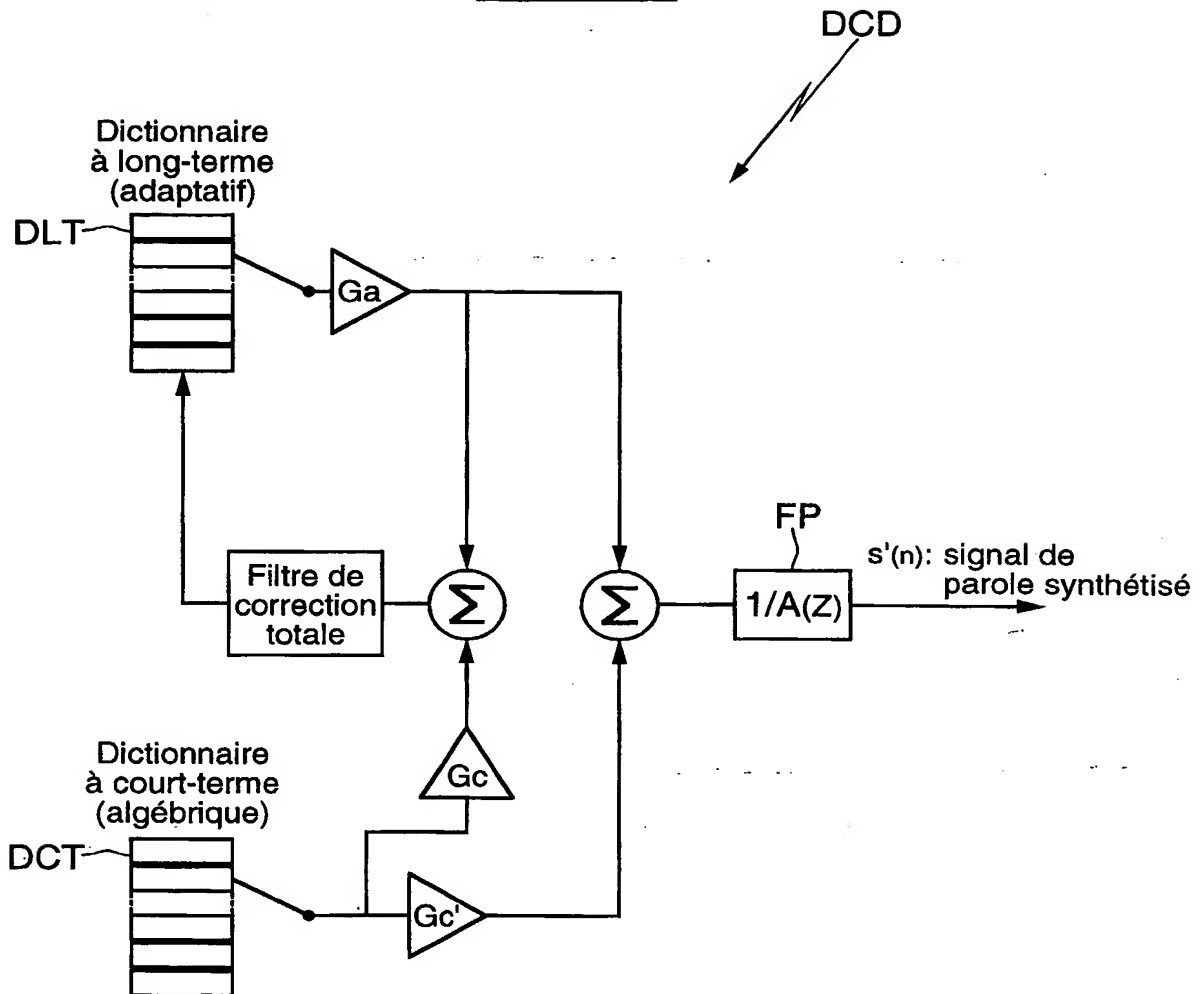 DCD
Dictionnaire
à long-terme
(adaptatif)
DLT
Ga
FP
Filtre de
correction
totale
Σ
Σ
1/A(Z)
s'(n): signal de
parole synthétisé
Dictionnaire
à court-terme
(algébrique)
Gc
DCT
Gc'